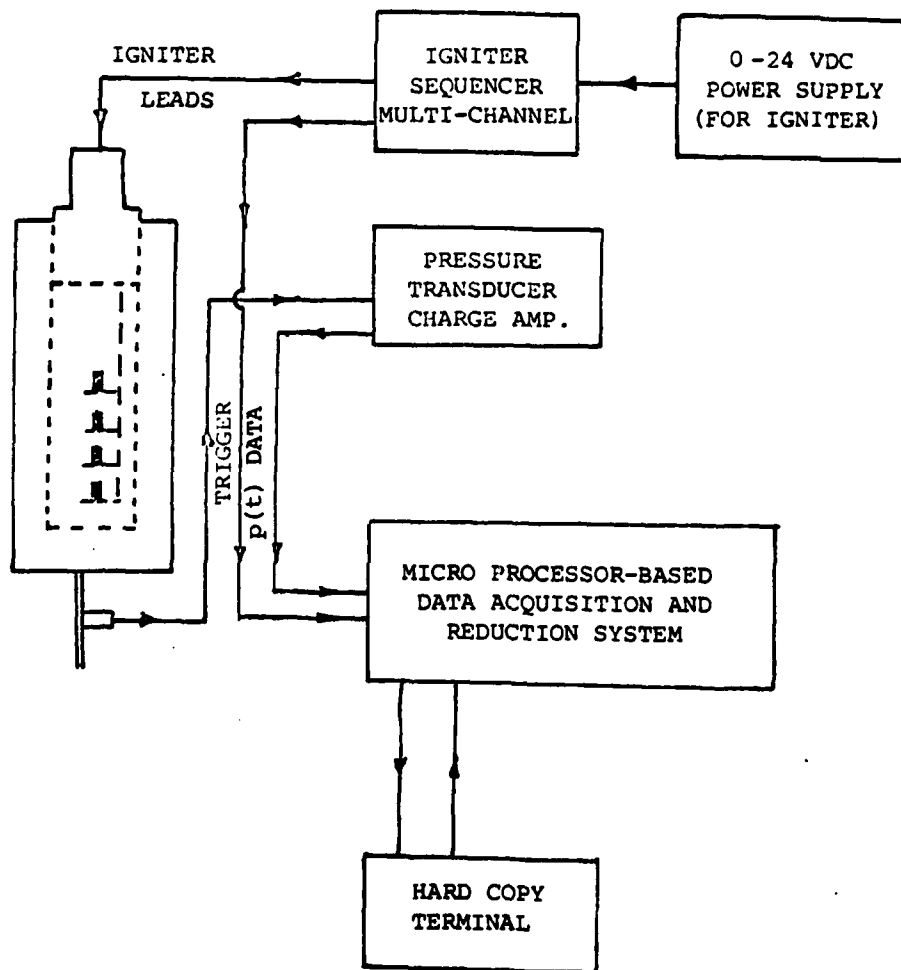 IGNITER
LEADS
IGNITER
SEQUENCER
MULTI-CHANNEL
0-24 VDC
POWER SUPPLY
(FOR IGNITER)
PRESSURE
TRANSDUCER
CHARGE AMP.
TRIGGER
p(t) DATA
MICRO PROCESSOR-BASED
DATA ACQUISITION AND
REDUCTION SYSTEM
HARD COPY
TERMINAL